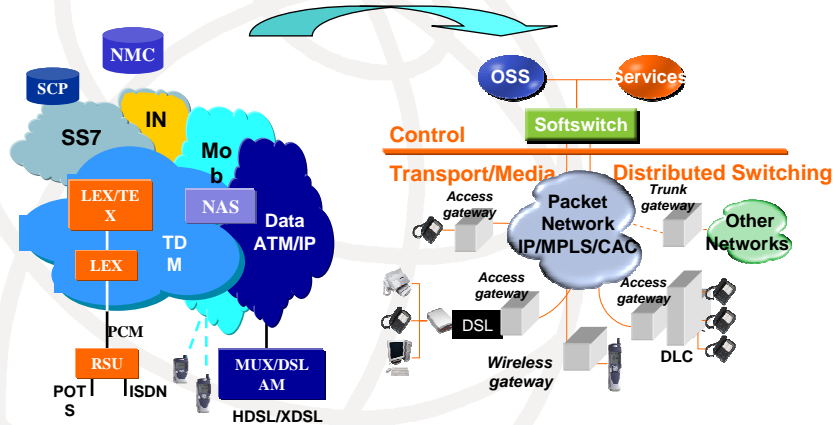 NMC
SCP
IN
SS7
Mo
b
LEX/TE
X
NAS
Data
ATM/IP
TD
M
LEX
PCM
RSU
MUX/DSL
AM
POT
S
ISDN
HDSL/XDSL
OSS
Services
Softswitch
Control
Transport/Media
Distributed Switching
Access
gateway
Packet
Network
IP/MPLS/CAC
Trunk
gateway
Other
Networks
Access
gateway
Access
gateway
DSL
DLC
Wireless
gateway